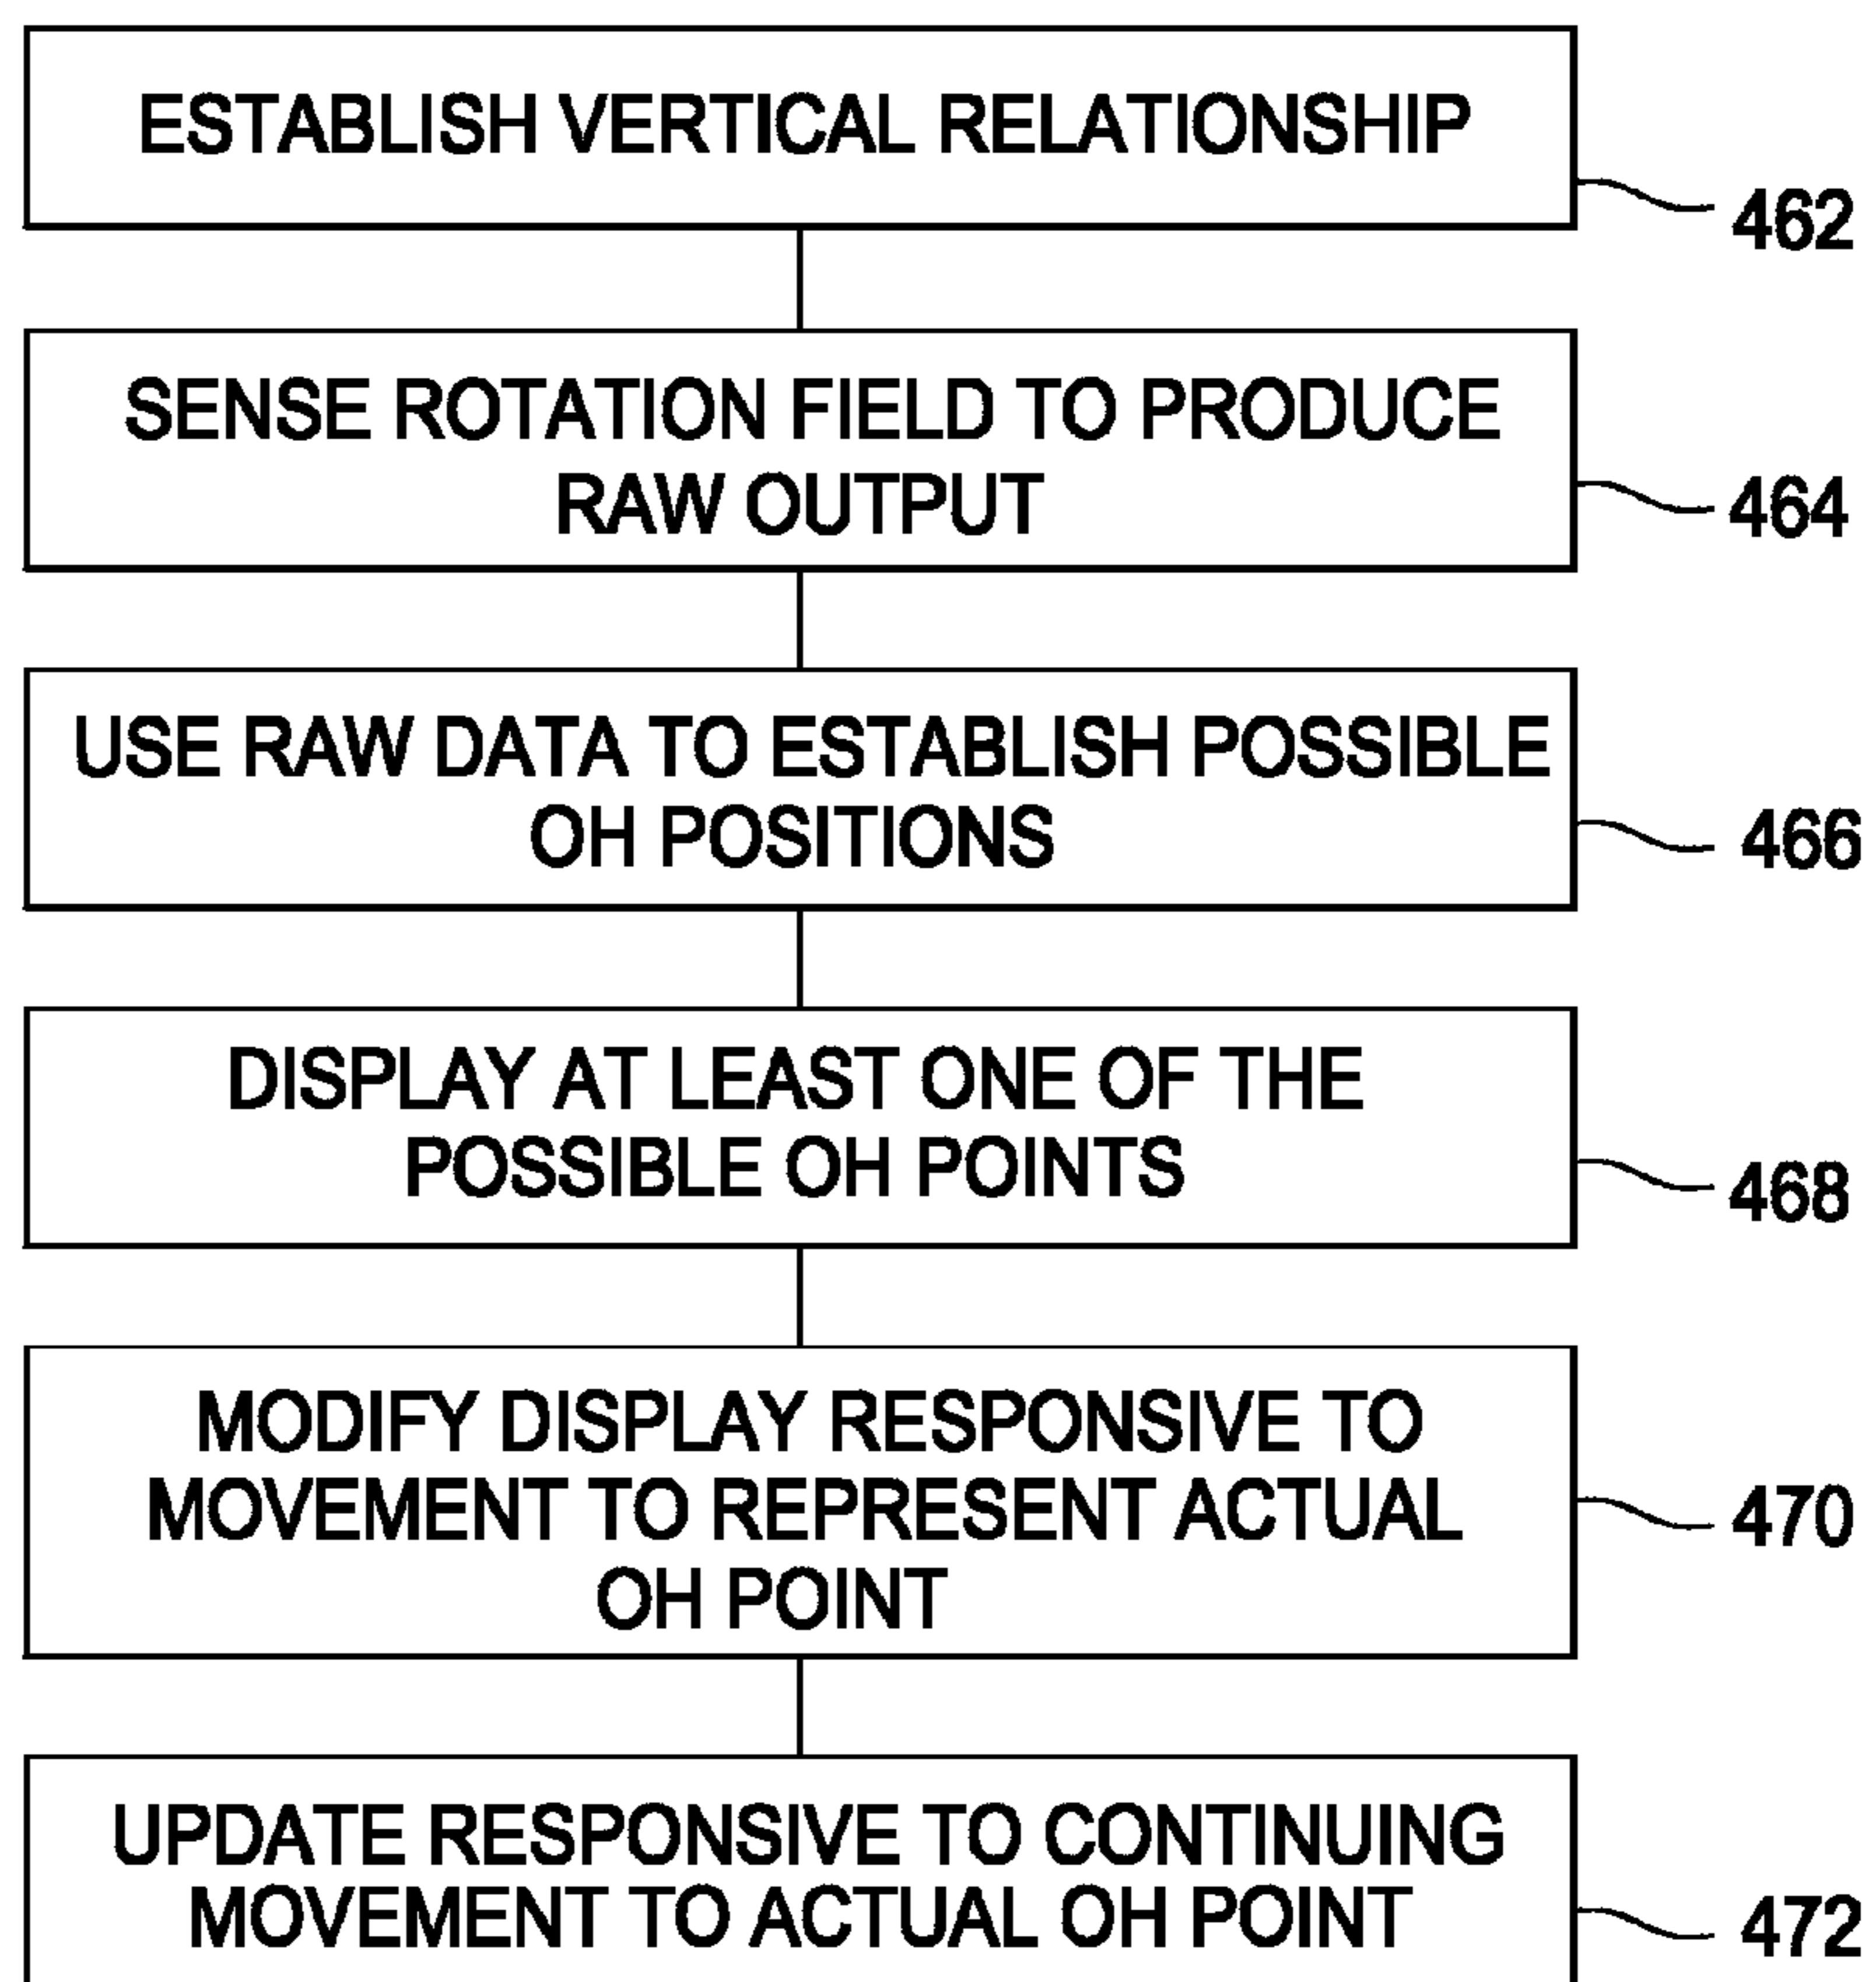 ESTABLISH VERTICAL RELATIONSHIP
462
SENSE ROTATION FIELD TO PRODUCE
RAW OUTPUT
464
USE RAW DATA TO ESTABLISH POSSIBLE
OH POSITIONS
466
DISPLAY AT LEAST ONE OF THE
POSSIBLE OH POINTS
468
MODIFY DISPLAY RESPONSIVE TO
MOVEMENT TO REPRESENT ACTUAL
OH POINT
470
UPDATE RESPONSIVE TO CONTINUING
MOVEMENT TO ACTUAL OH POINT
472